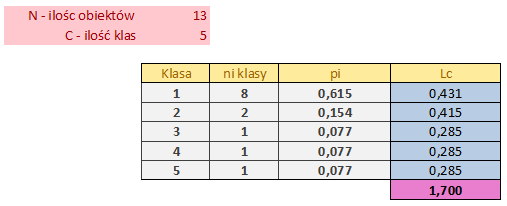 N - ilośc obiektów 13
C - ilość klas 5
Klasa ni klasy pi Lc
1 8 0,615 0,431
2 2 0,154 0,415
3 1 0,077 0,285
4 1 0,077 0,285
5 1 0,077 0,285
1,700